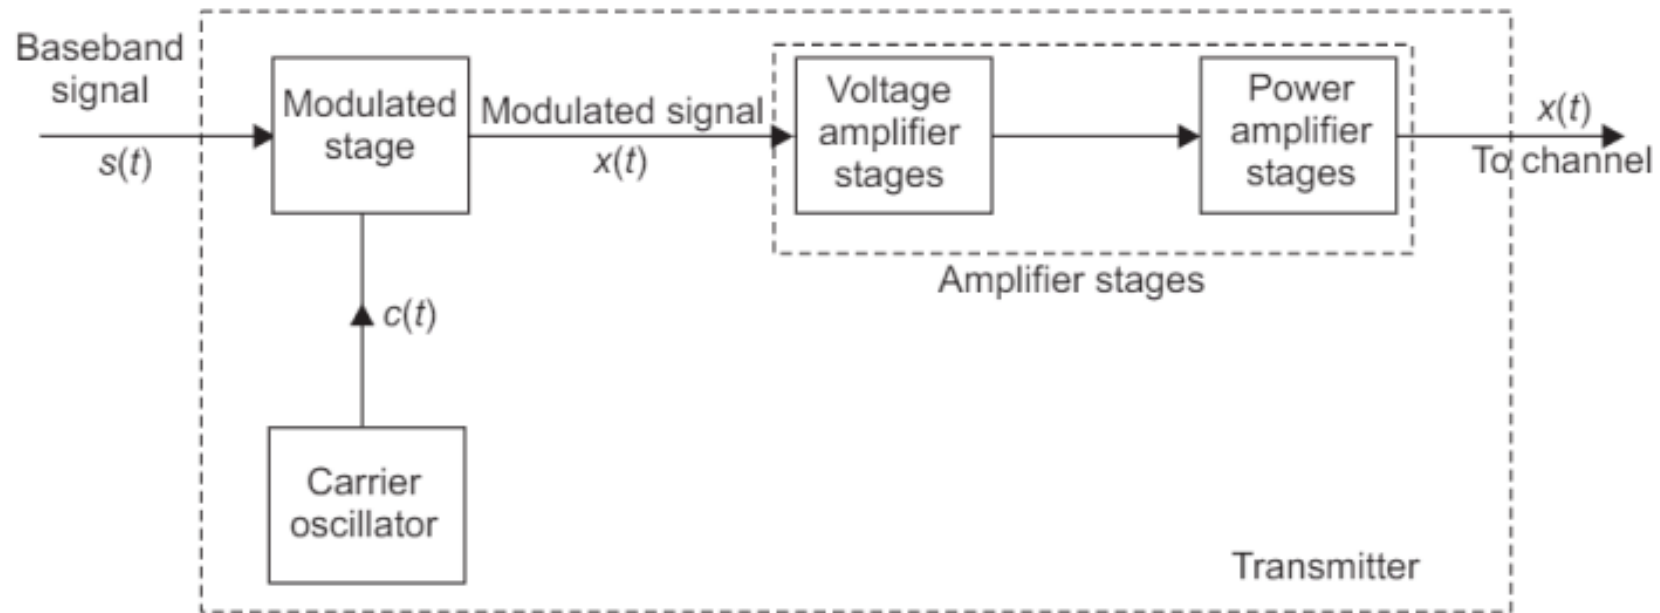 Baseband
signal
s(t)
Modulated
stage
Modulated signal
x(t)
Voltage
amplifier
stages
Power
amplifier
stages
x(t)
To channel
Amplifier stages
c(t)
Carrier
oscillator
Transmitter